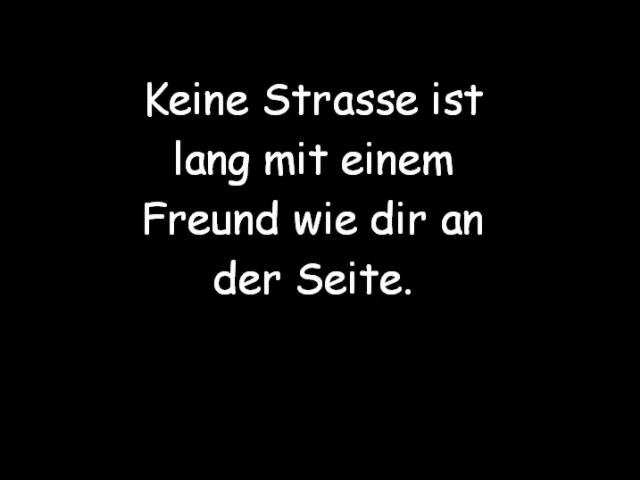 Keine Strasse ist
lang mit einem
Freund wie dir an
der Seite.